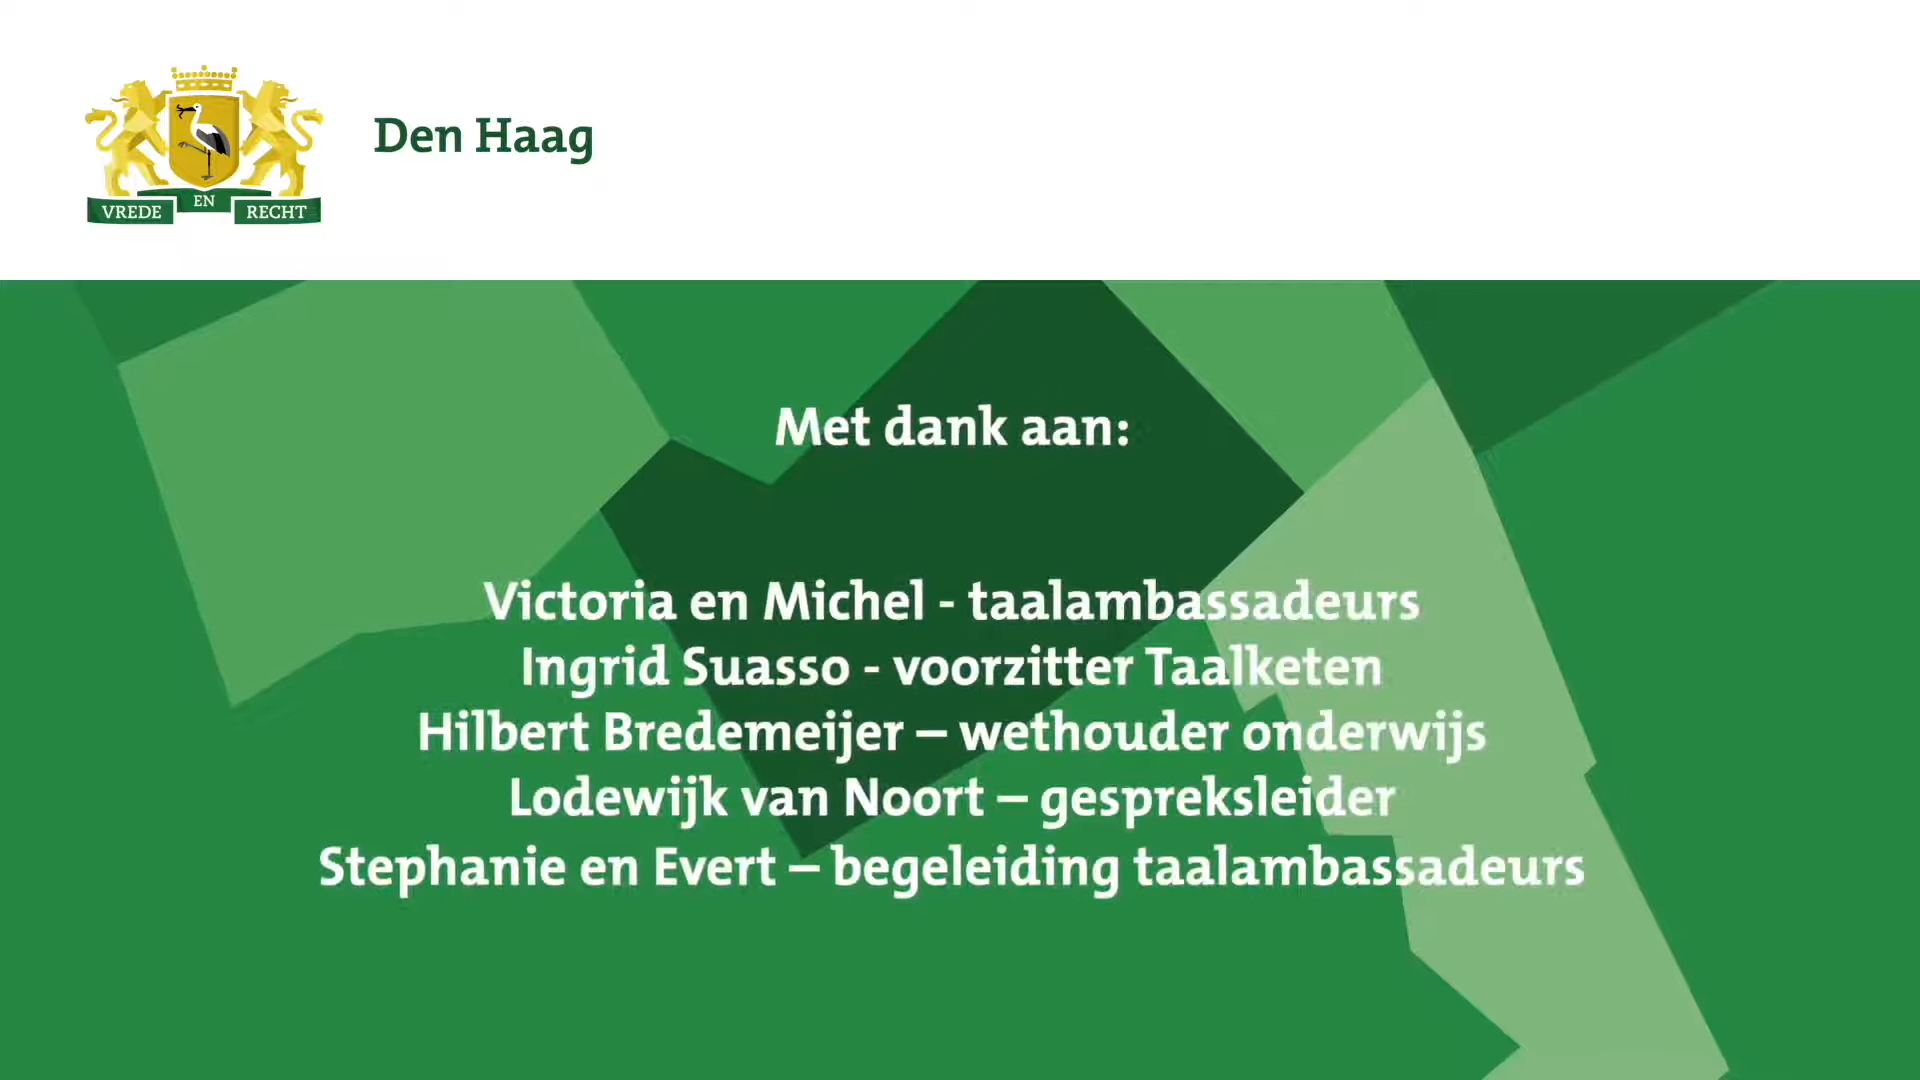 VREDE EN RECHT
Den Haag
Met dank aan:
Victoria en Michel - taalambassadeurs
Ingrid Suasso - voorzitter Taalketen
Hilbert Bredemeijer – wethouder onderwijs
Lodewijk van Noort – gespreksleider
Stephanie en Evert – begeleiding taalambassadeurs